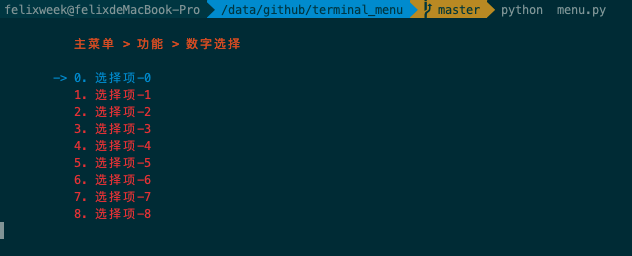 felixweek@felixdeMacBook-Pro /data/github/terminal_menu master python menu.py
主菜单 > 功能 > 数字选择
-> 0. 选择项-0
1. 选择项-1
2. 选择项-2
3. 选择项-3
4. 选择项-4
5. 选择项-5
6. 选择项-6
7. 选择项-7
8. 选择项-8